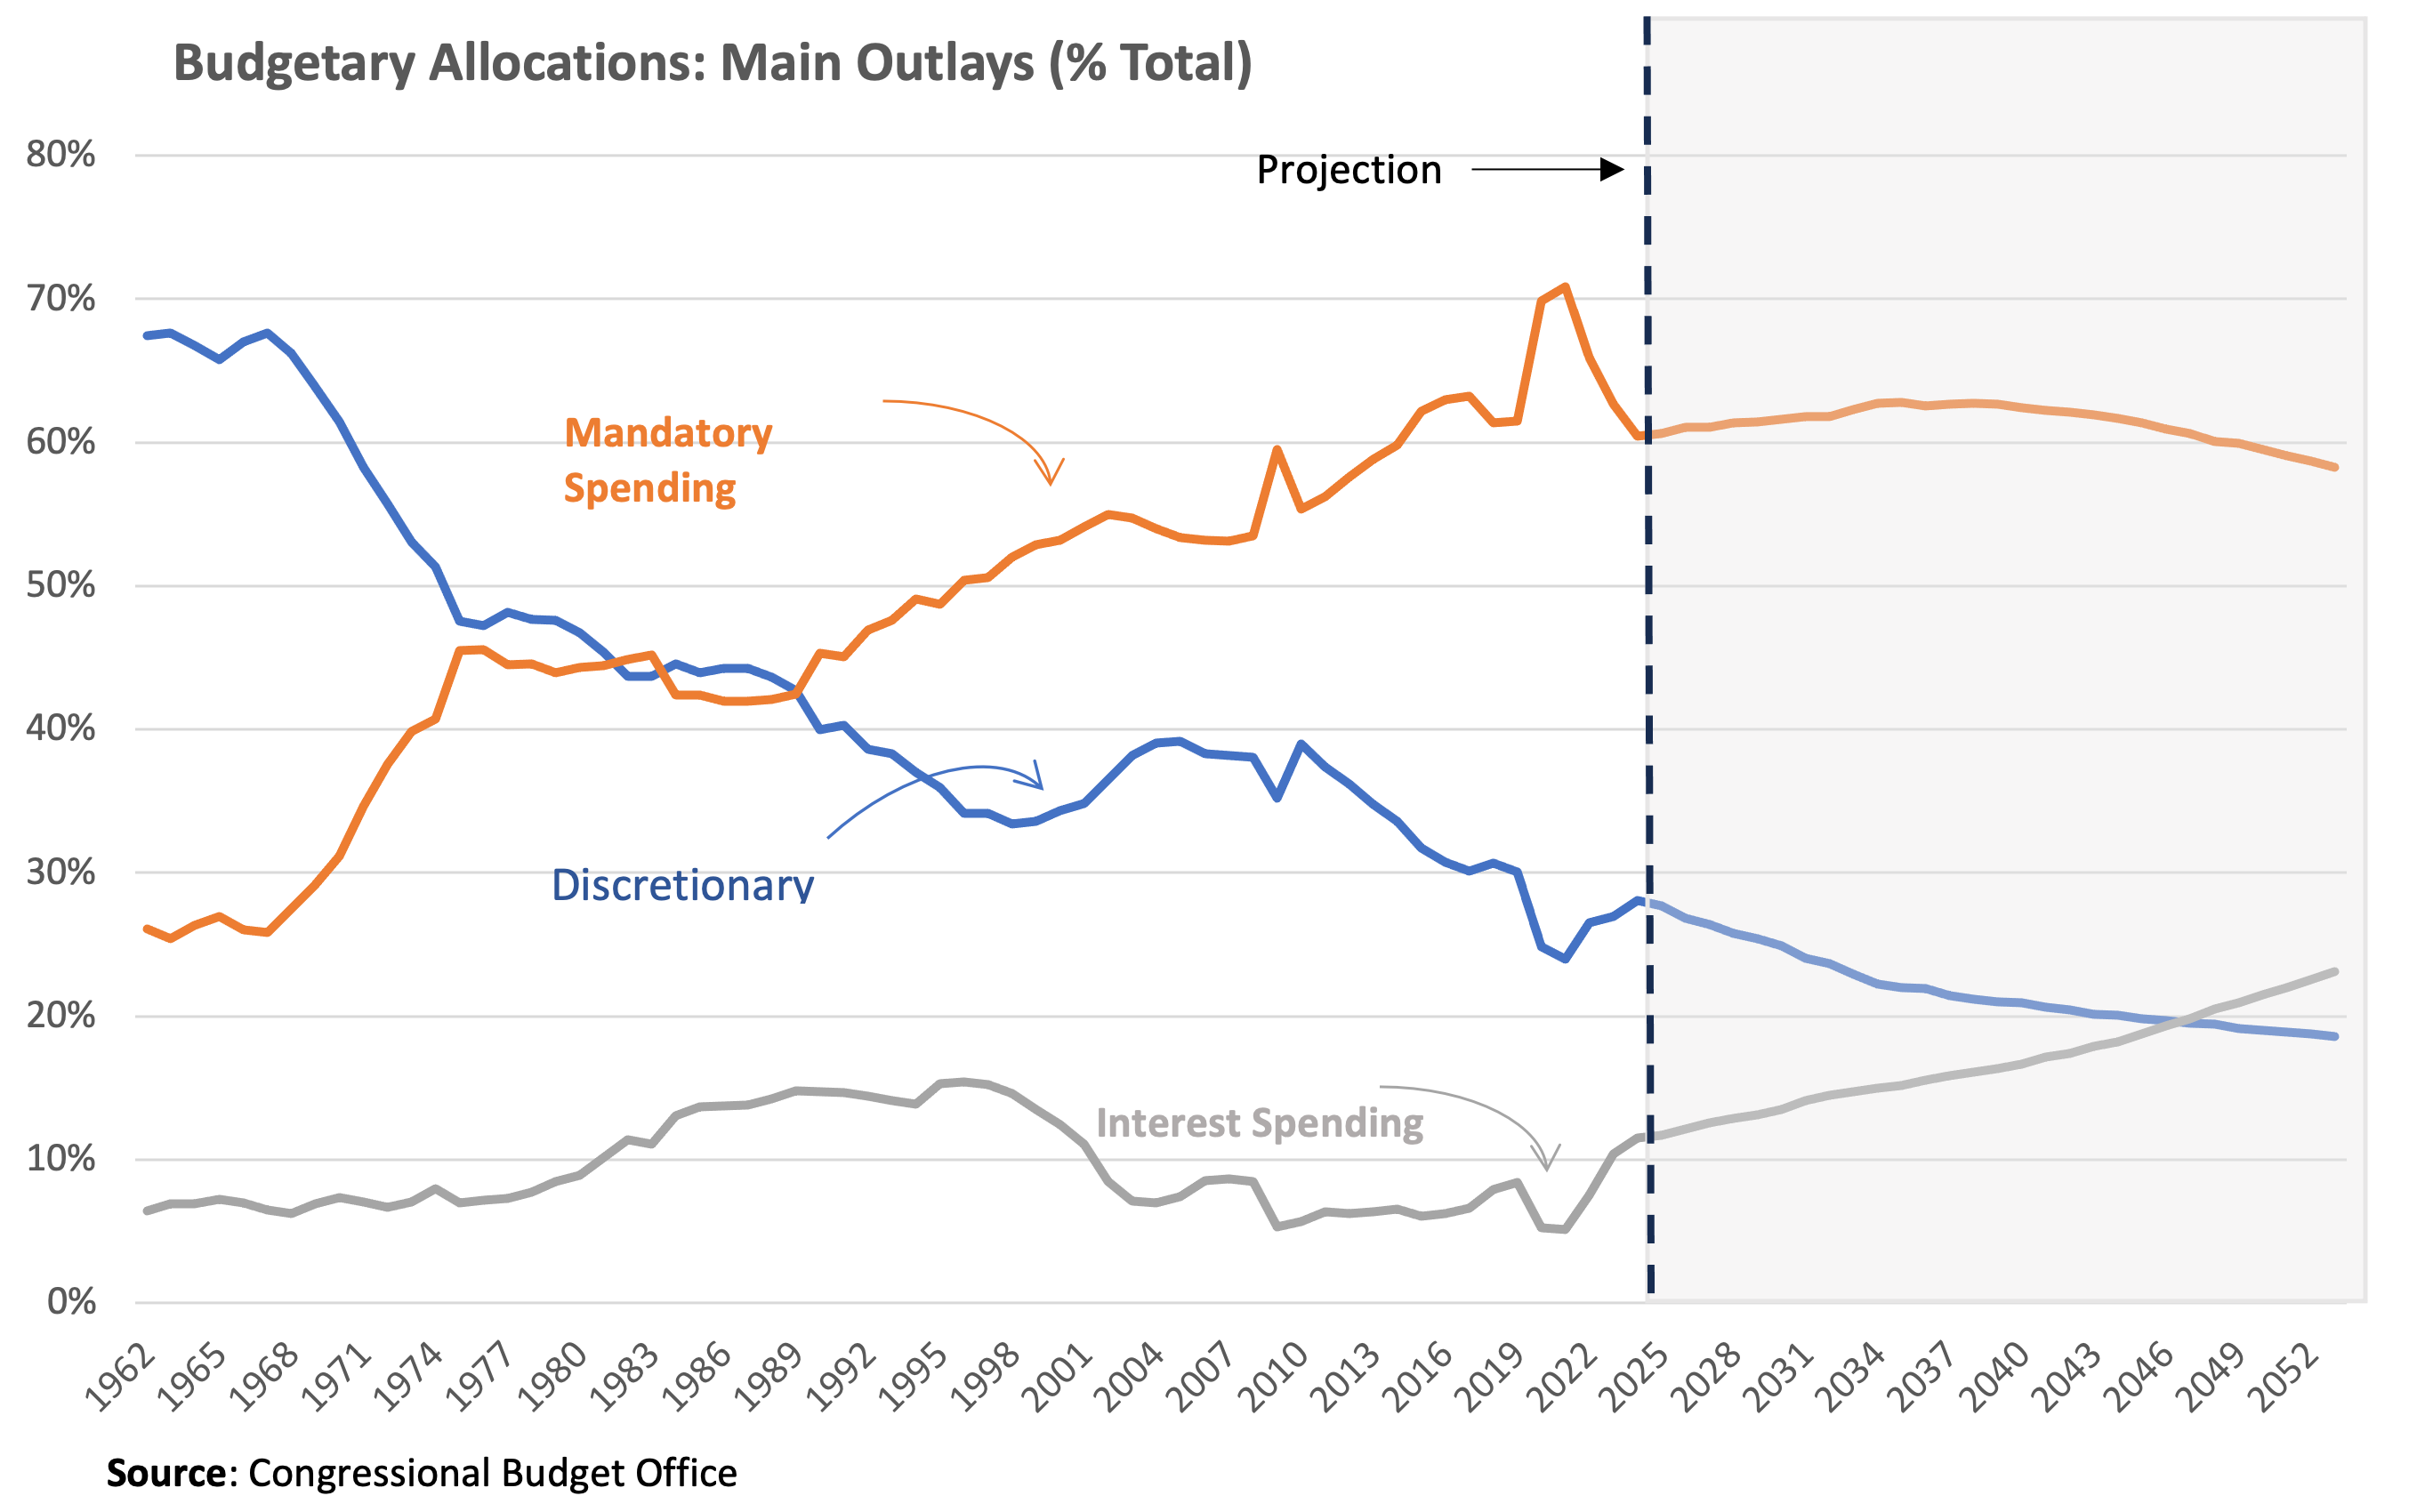 Budgetary Allocations: Main Outlays (% Total)
80%
Projection
70%
60%
Mandatory
Spending
50%
40%
30%
Discretionary
20%
10%
Interest Spending
0%
1962 1965 1968 1971 1974 1977 1980 1983 1986 1989 1992 1995 1998 2001 2004 2007 2010 2013 2016 2019 2022 2025 2028 2031 2034 2037 2040 2043 2046 2049 2052
Source: Congressional Budget Office